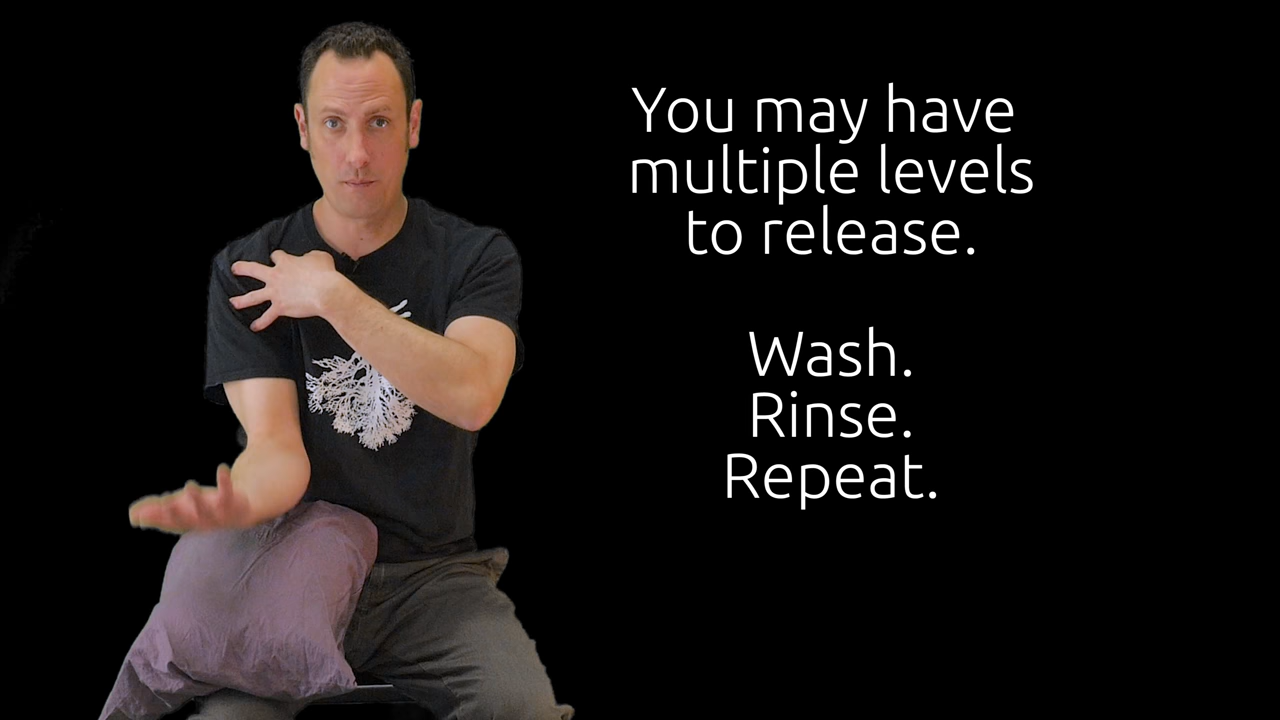 You may have
multiple levels
to release.
Wash.
Rinse.
Repeat.